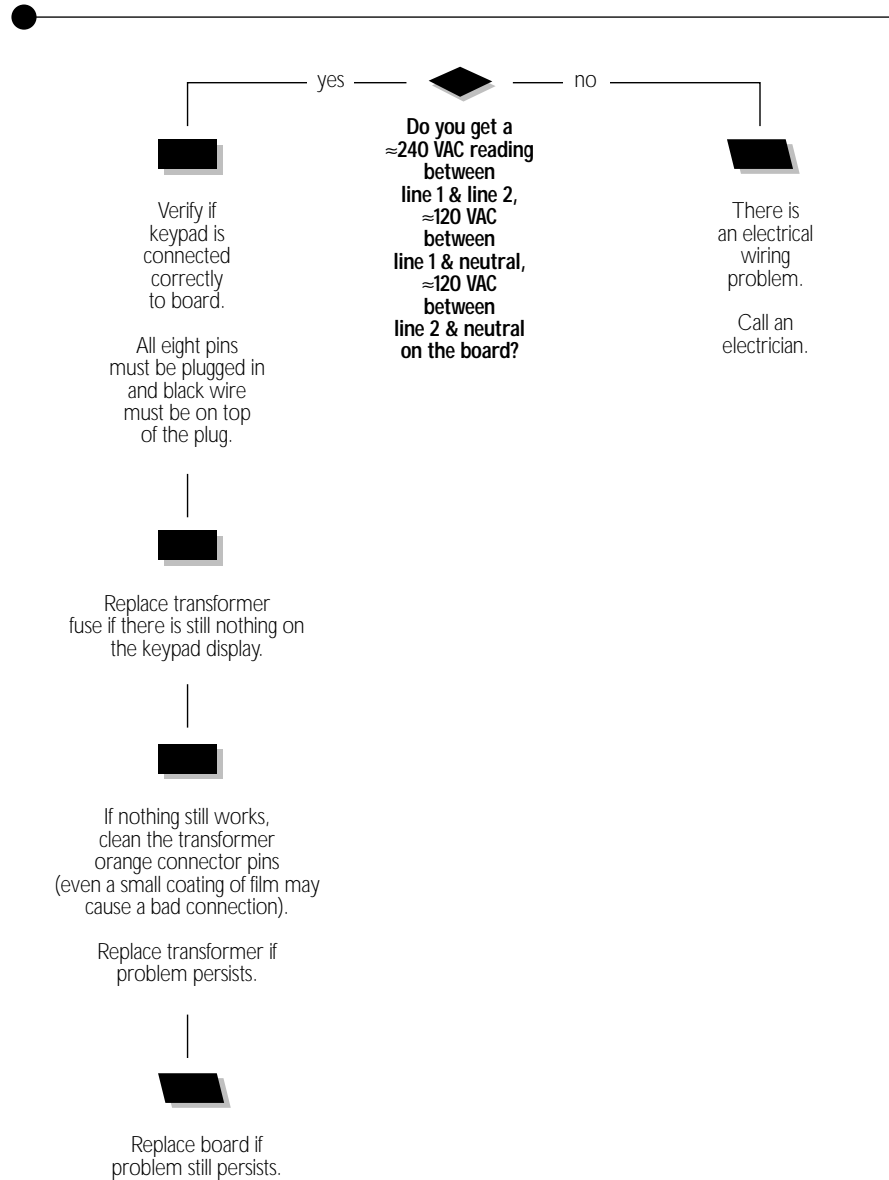 yes
no
Do you get a
≈240 VAC reading
between
line 1 & line 2,
≈120 VAC
between
line 1 & neutral,
≈120 VAC
between
line 2 & neutral
on the board?
Verify if
keypad is
connected
correctly
to board.
All eight pins
must be plugged in
and black wire
must be on top
of the plug.
There is
an electrical
wiring
problem.
Call an
electrician.
Replace transformer
fuse if there is still nothing on
the keypad display.
If nothing still works,
clean the transformer
orange connector pins
(even a small coating of film may
cause a bad connection).
Replace transformer if
problem persists.
Replace board if
problem still persists.